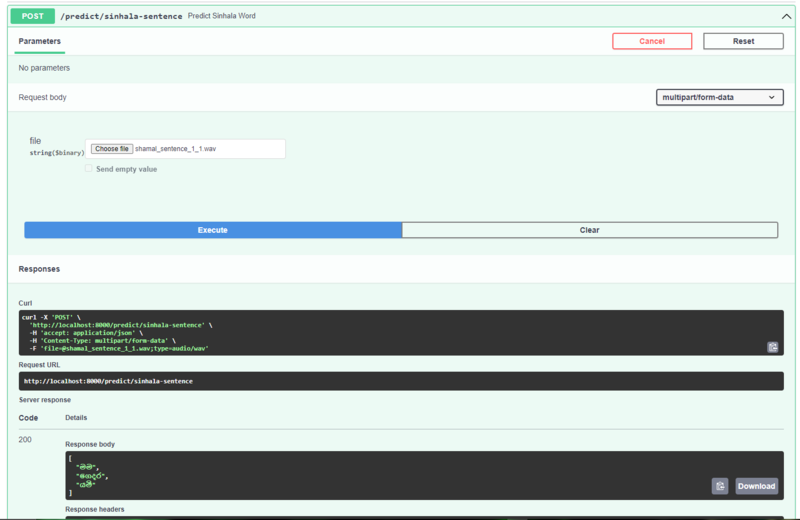 POST /predict/sinhala-sentence Predict Sinhala Word
Parameters
Cancel
Reset
No parameters
Request body
multipart/form-data
file
string($binary)
Choose file shamal_sentence_1_1.wav
Send empty value
Execute
Clear
Responses
Curl
curl -X 'POST' \
'http://localhost:8000/predict/sinhala-sentence' \
-H 'accept: application/json' \
-H 'Content-Type: multipart/form-data' \
-F 'file=@shamal_sentence_1_1.wav;type=audio/wav'
Request URL
http://localhost:8000/predict/sinhala-sentence
Server response
Code Details
200
Response body
[
"මම",
"ගෙදර",
"යමි"
]
Download
Response headers